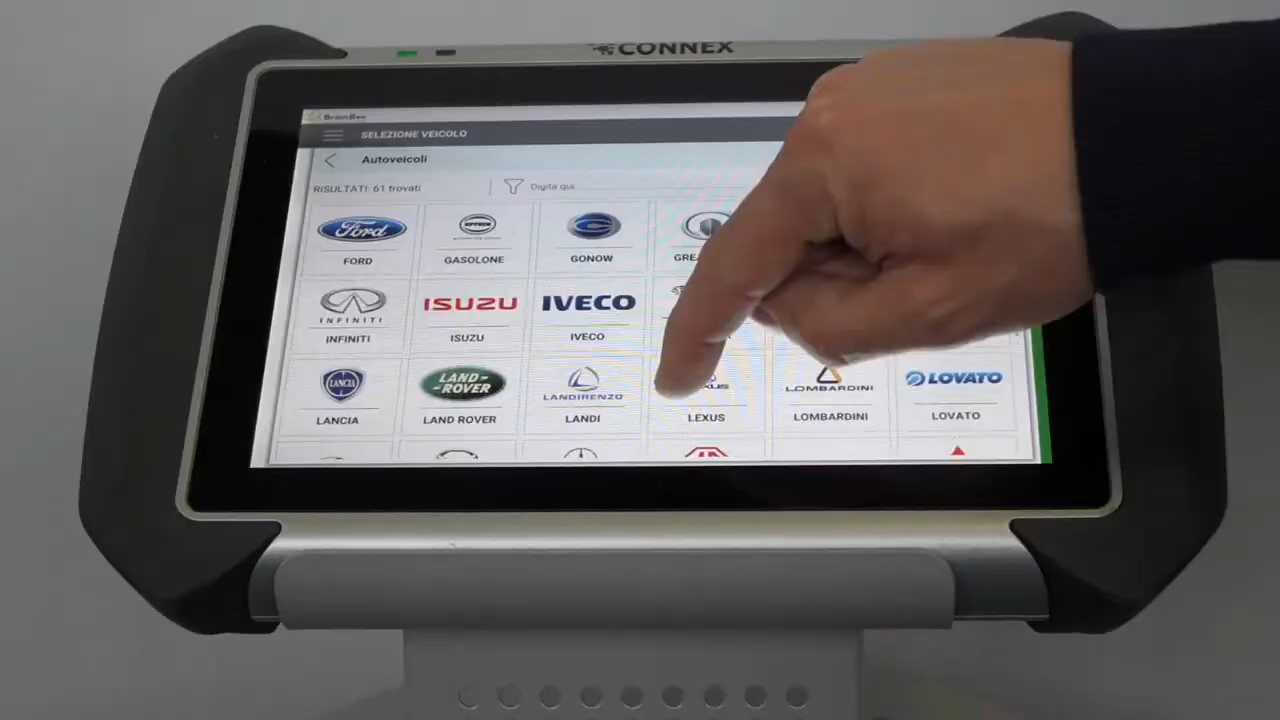 CONNEX
BrainBee
SELEZIONE VEICOLO
Autoveicoli
RISULTATI: 61 trovati
Digita qui...
Ford
FORD
GASOLONE
GONOW
INFINITI
INFINITI
ISUZU
ISUZU
IVECO
IVECO
LANCIA
LANCIA
LAND-
ROVER
LAND ROVER
LANDIRENZO
LANDI
LEXUS
LOMBARDINI
LOMBARDINI
LOVATO
LOVATO